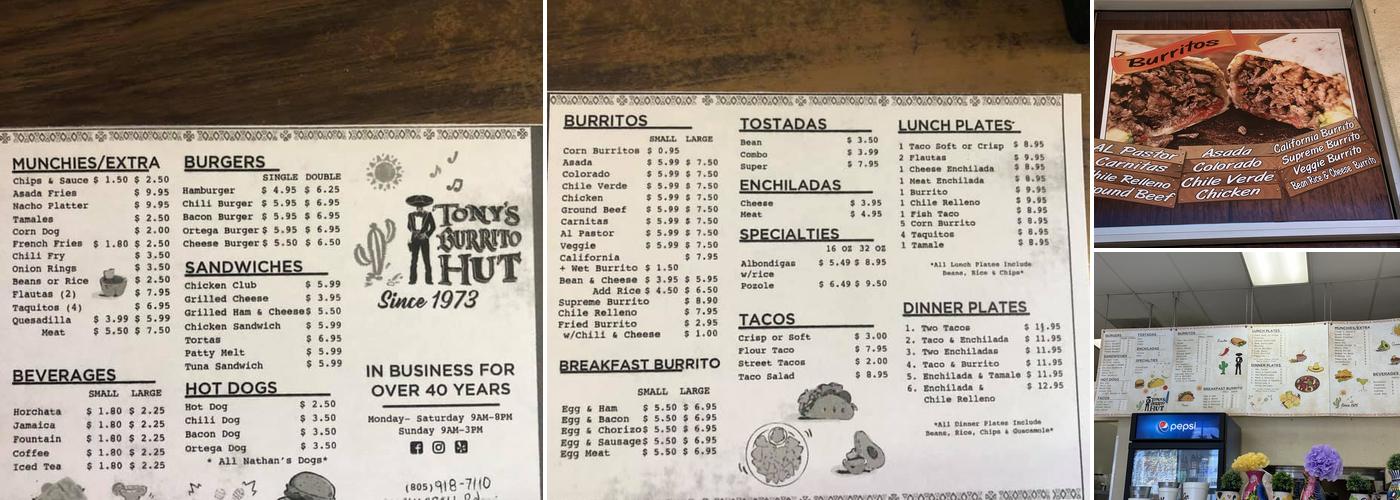 MUNCHIES/EXTRA
Chips & Sauce $ 1.50 $ 2.50
Asada Fries $ 9.95
Nacho Platter $ 9.95
Tamales $ 2.50
Corn Dog $ 2.00
French Fries $ 1.80 $ 2.50
Chili Fry $ 3.50
Onion Rings $ 3.50
Beans or Rice $ 2.50
Flautas (2) $ 7.95
Taquitos (4) $ 6.95
Quesadilla $ 3.99 $ 5.99
Meat $ 5.50 $ 7.50
BEVERAGES
SMALL LARGE
Horchata $ 1.80 $ 2.25
Jamaica $ 1.80 $ 2.25
Fountain $ 1.80 $ 2.25
Coffee $ 1.80 $ 2.25
Iced Tea $ 1.80 $ 2.25
BURGERS
SINGLE DOUBLE
Hamburger $ 4.95 $ 6.25
Chili Burger $ 5.95 $ 6.95
Bacon Burger $ 5.95 $ 6.95
Ortega Burger $ 5.95 $ 6.95
Cheese Burger $ 5.50 $ 6.50
SANDWICHES
Chicken Club $ 5.99
Grilled Cheese $ 3.95
Grilled Ham & Cheese $ 5.50
Chicken Sandwich $ 5.99
Tortas $ 6.95
Patty Melt $ 5.99
Tuna Sandwich $ 5.99
HOT DOGS
Hot Dog $ 2.50
Chili Dog $ 3.50
Bacon Dog $ 3.50
Ortega Dog $ 3.50
* All Nathan's Dogs*
TONY'S
BURRITO
HUT
Since 1973
IN BUSINESS FOR
OVER 40 YEARS
Monday- Saturday 9AM-8PM
Sunday 9AM-3PM
(805) 918-7110
BURRITOS
SMALL LARGE
Corn Burritos $ 0.95
Asada $ 5.99 $ 7.50
Colorado $ 5.99 $ 7.50
Chile Verde $ 5.99 $ 7.50
Chicken $ 5.99 $ 7.50
Ground Beef $ 5.99 $ 7.50
Carnitas $ 5.99 $ 7.50
Al Pastor $ 5.99 $ 7.50
Veggie $ 5.99 $ 7.50
California $ 7.95
+ Wet Burrito $ 1.50
Bean & Cheese $ 3.95 $ 5.95
Add Rice $ 4.50 $ 6.50
Supreme Burrito $ 8.90
Chile Relleno $ 7.95
Fried Burrito $ 2.95
w/Chili & Cheese $ 1.00
BREAKFAST BURRITO
SMALL LARGE
Egg & Ham $ 5.50 $ 6.95
Egg & Bacon $ 5.50 $ 6.95
Egg & Chorizo $ 5.50 $ 6.95
Egg & Sausage $ 5.50 $ 6.95
Egg Meat $ 5.50 $ 6.95
TOSTADAS
Bean $ 3.50
Combo $ 3.99
Super $ 7.95
ENCHILADAS
Cheese $ 3.95
Meat $ 4.95
SPECIALTIES
16 OZ 32 OZ
Albondigas $ 5.49 $ 8.95
w/rice
Pozole $ 6.49 $ 9.50
TACOS
Crisp or Soft $ 3.00
Flour Taco $ 7.95
Street Tacos $ 2.00
Taco Salad $ 8.95
LUNCH PLATES
1 Taco Soft or Crisp $ 8.95
2 Flautas $ 9.95
1 Cheese Enchilada $ 8.95
1 Meat Enchilada $ 8.95
1 Burrito $ 9.95
1 Chile Relleno $ 9.95
1 Fish Taco $ 8.95
5 Corn Burrito $ 8.95
4 Taquitos $ 8.95
1 Tamale $ 8.95
*All Lunch Plates Include
Beans, Rice & Chips*
DINNER PLATES
1. Two Tacos $ 11.95
2. Taco & Enchilada $ 11.95
3. Two Enchiladas $ 11.95
4. Taco & Burrito $ 11.95
5. Enchilada & Tamale $ 11.95
6. Enchilada & $ 12.95
Chile Relleno
*All Dinner Plates Include
Beans, Rice, Chips & Guacamole*
Burritos
AL Pastor
Carnitas
Chile Relleno
ound Beef
Asada
Colorado
Chile Verde
Chicken
California Burrito
Supreme Burrito
Veggie Burrito
Bean Rice & Cheese Burrito
pepsi